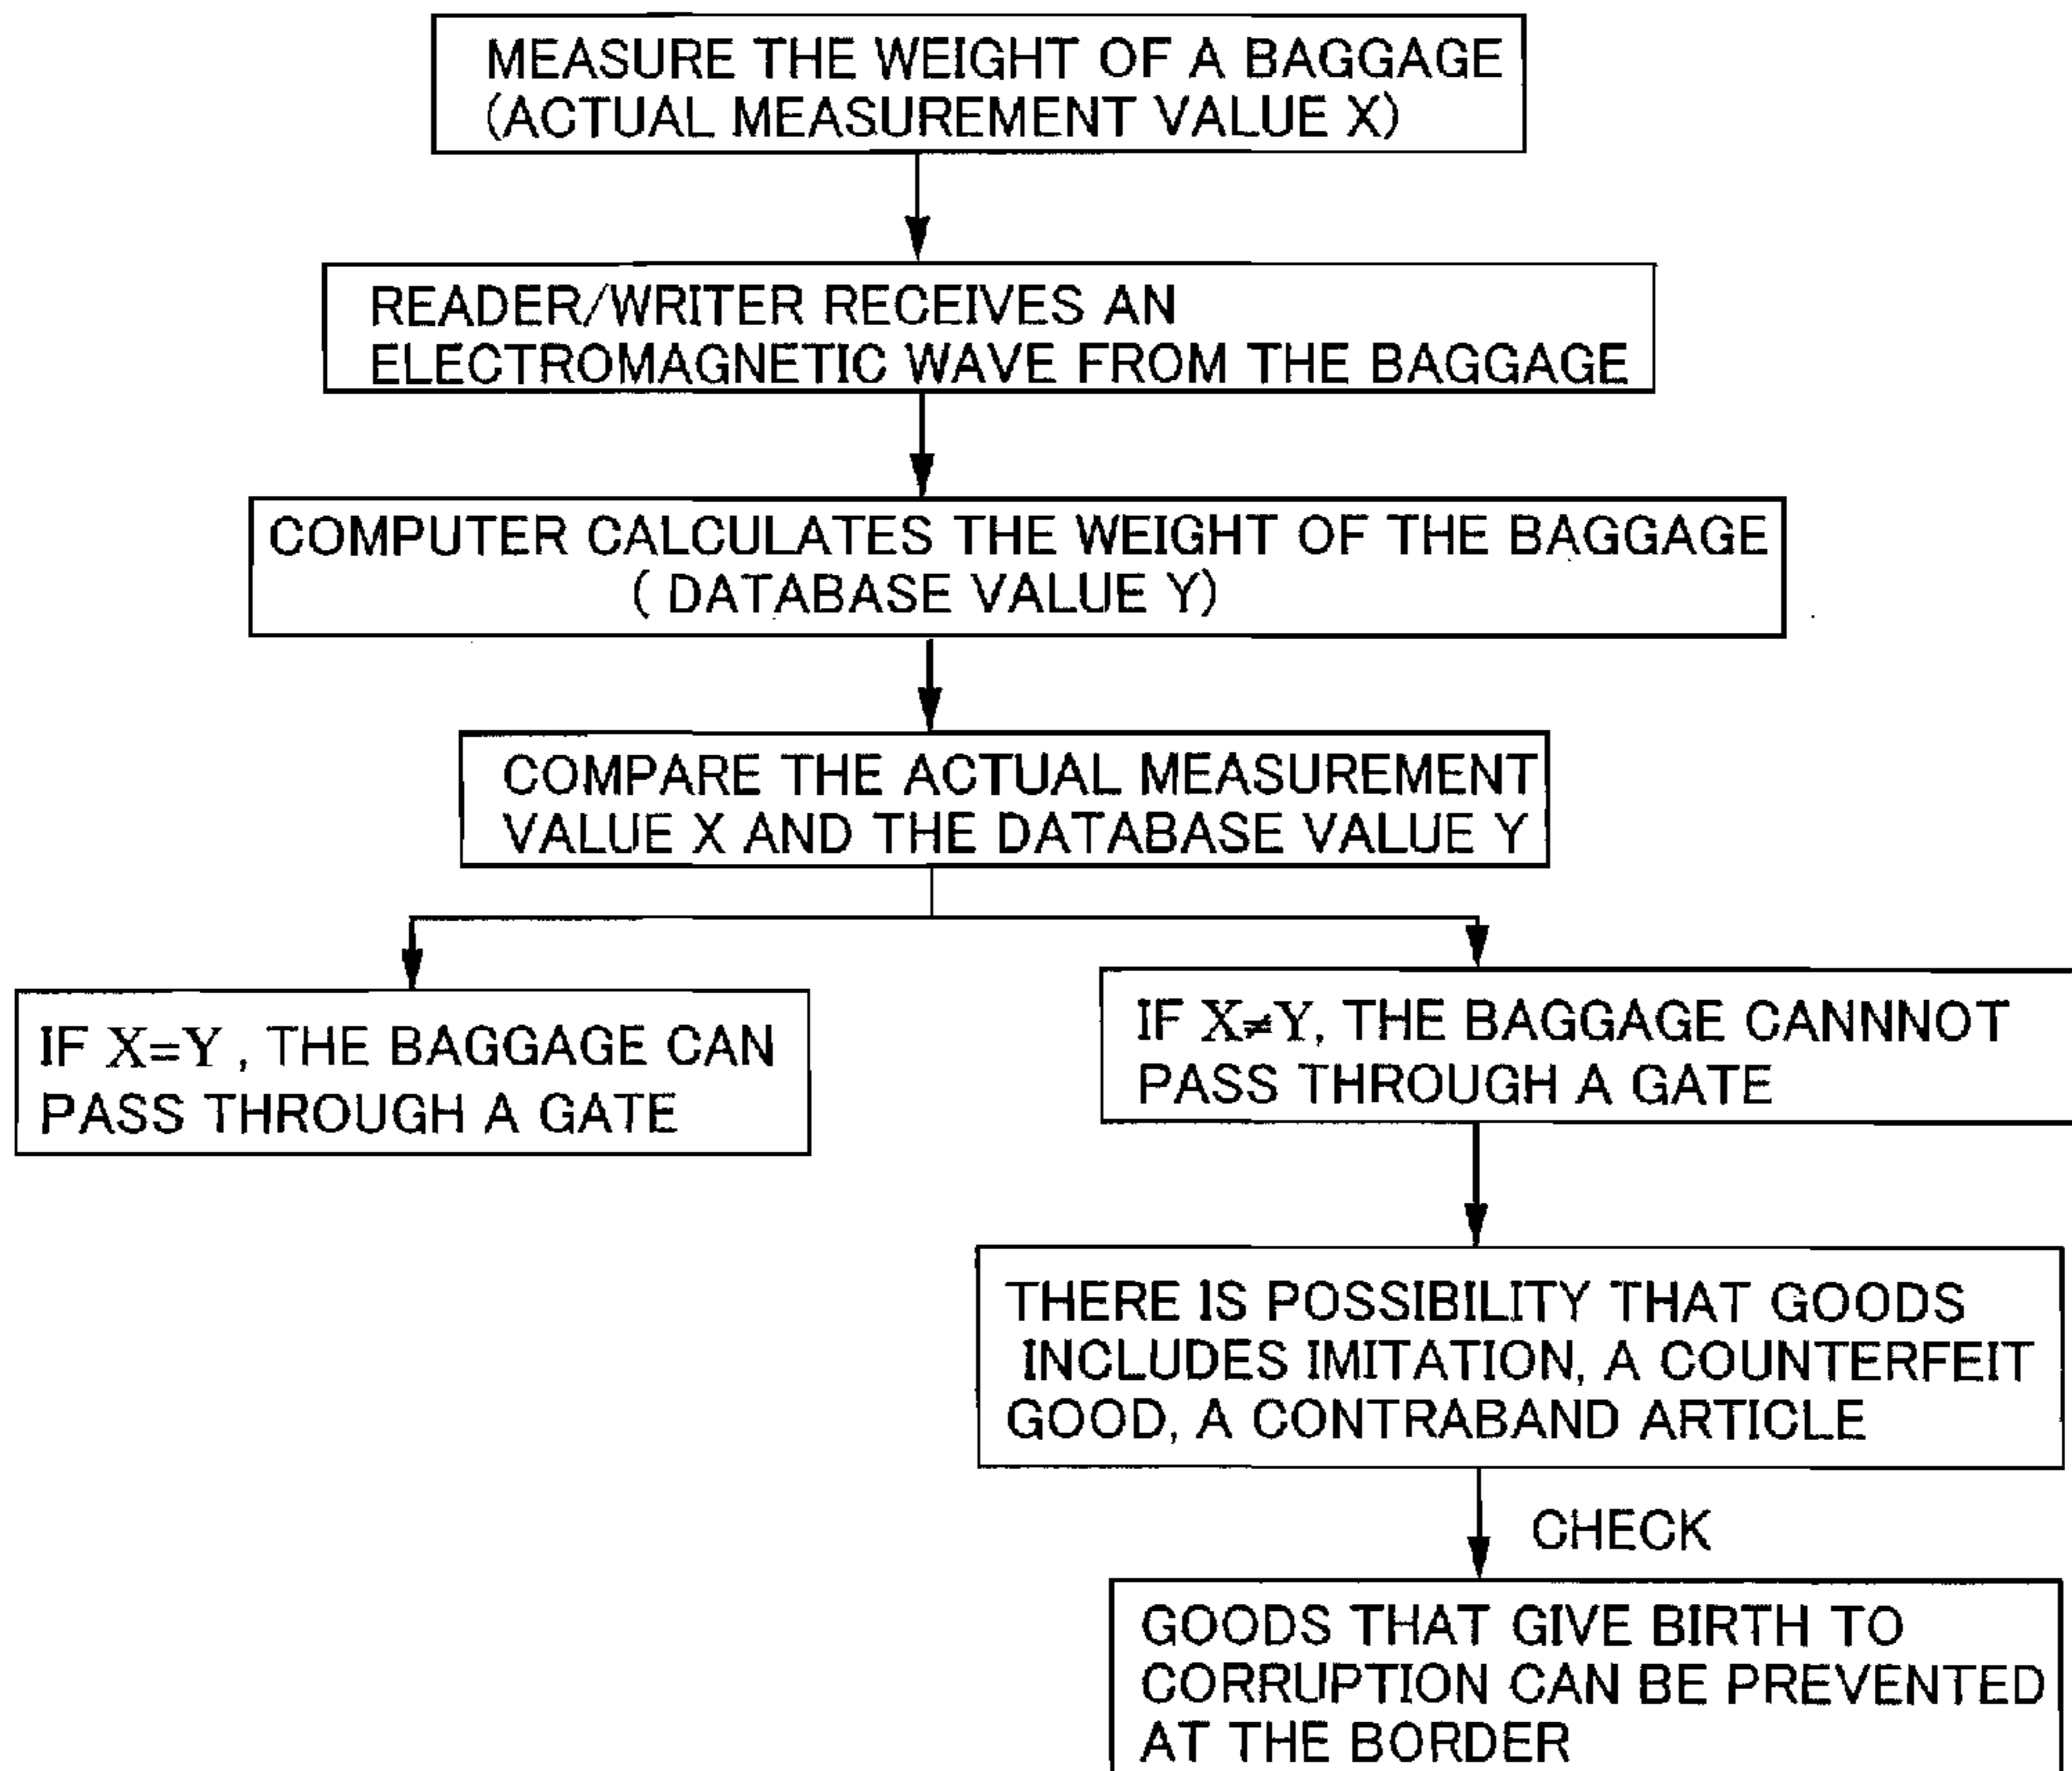 MEASURE THE WEIGHT OF A BAGGAGE
(ACTUAL MEASUREMENT VALUE X)
READER/WRITER RECEIVES AN
ELECTROMAGNETIC WAVE FROM THE BAGGAGE
COMPUTER CALCULATES THE WEIGHT OF THE BAGGAGE
( DATABASE VALUE Y)
COMPARE THE ACTUAL MEASUREMENT
VALUE X AND THE DATABASE VALUE Y
IF X=Y , THE BAGGAGE CAN
PASS THROUGH A GATE
IF X≠Y, THE BAGGAGE CANNNOT
PASS THROUGH A GATE
THERE IS POSSIBILITY THAT GOODS
INCLUDES IMITATION, A COUNTERFEIT
GOOD, A CONTRABAND ARTICLE
CHECK
GOODS THAT GIVE BIRTH TO
CORRUPTION CAN BE PREVENTED
AT THE BORDER